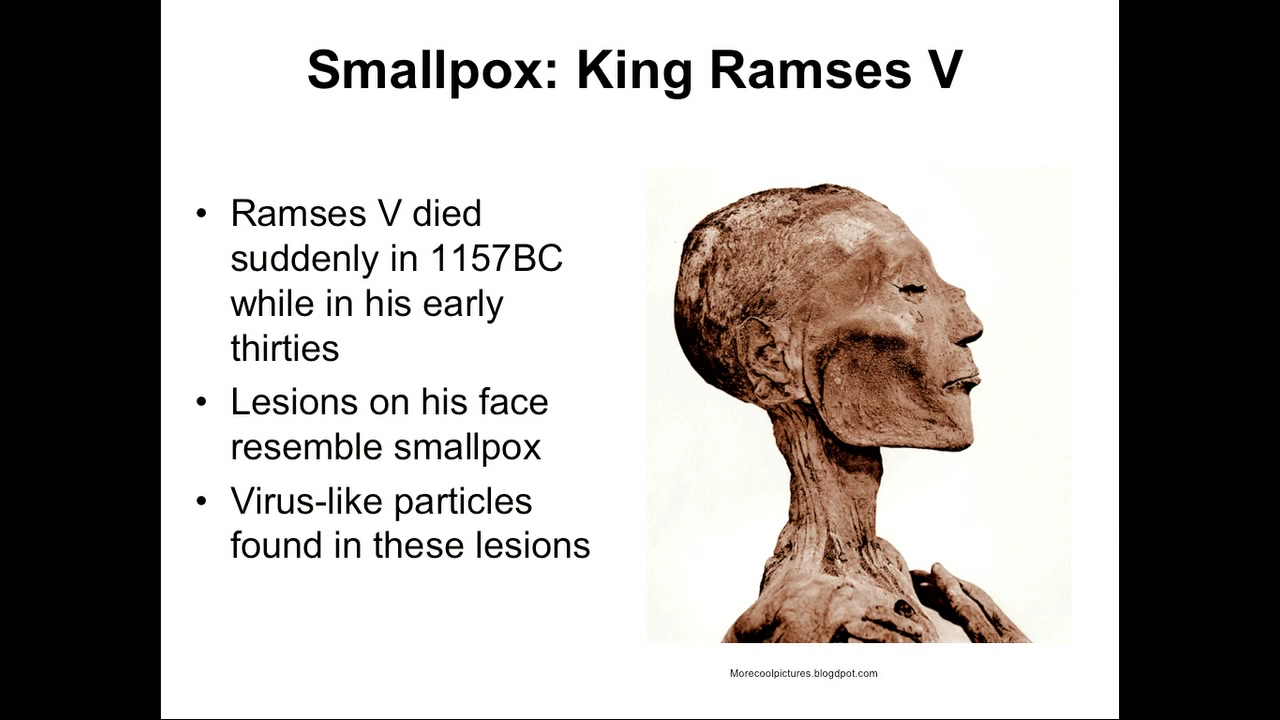 Smallpox: King Ramses V
• Ramses V died
suddenly in 1157BC
while in his early
thirties
• Lesions on his face
resemble smallpox
• Virus-like particles
found in these lesions
Morecoolpictures.blogdpot.com